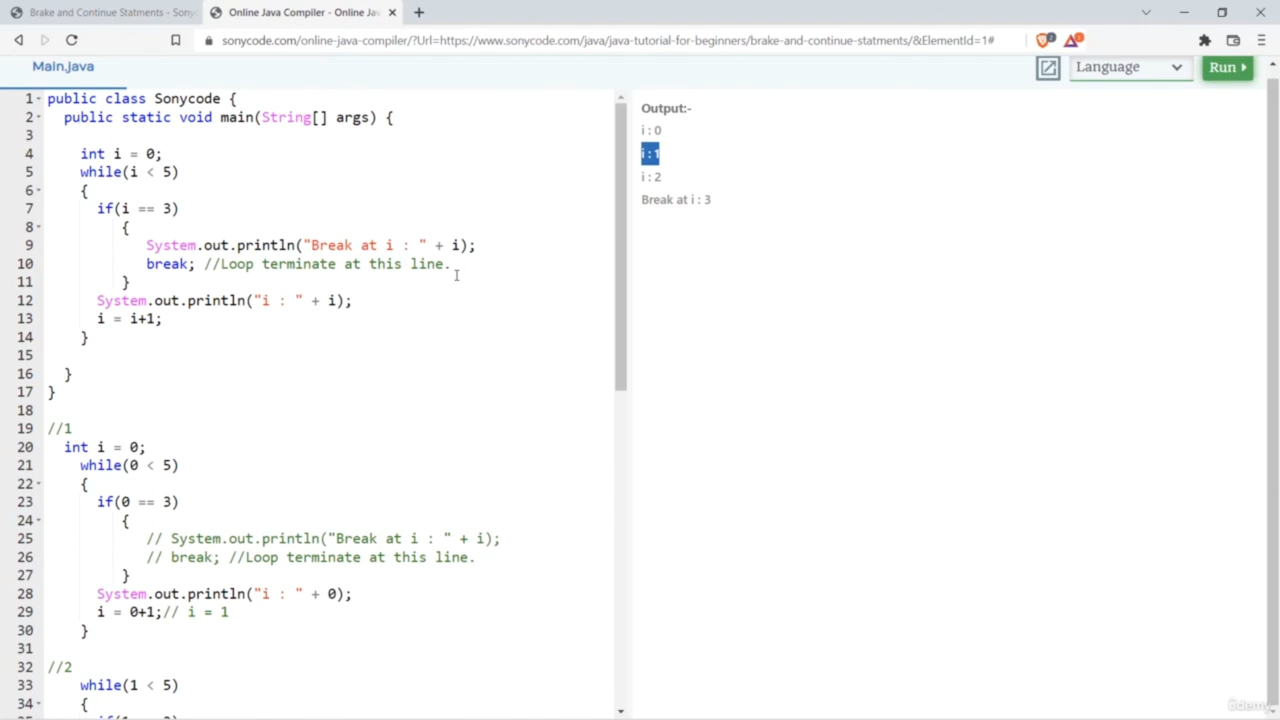 Brake and Continue Statments - Sony
Online Java Compiler - Online Jav
sonycode.com/online-java-compiler/?Url=https://www.sonycode.com/java/java-tutorial-for-beginners/brake-and-continue-statments/&ElementId=1#
Main.java
Language
Run
1 public class Sonycode {
2 public static void main(String[] args) {
3
4 int i = 0;
5 while(i < 5)
6 {
7 if(i == 3)
8 {
9 System.out.println("Break at i : " + i);
10 break; //Loop terminate at this line.
11 }
12 System.out.println("i : " + i);
13 i = i+1;
14 }
15
16 }
17 }
18
19 //1
20 int i = 0;
21 while(0 < 5)
22 {
23 if(0 == 3)
24 {
25 // System.out.println("Break at i : " + i);
26 // break; //Loop terminate at this line.
27 }
28 System.out.println("i : " + 0);
29 i = 0+1;// i = 1
30 }
31
32 //2
33 while(1 < 5)
34 {
Output:-
i : 0
i : 1
i : 2
Break at i : 3
ûdemy